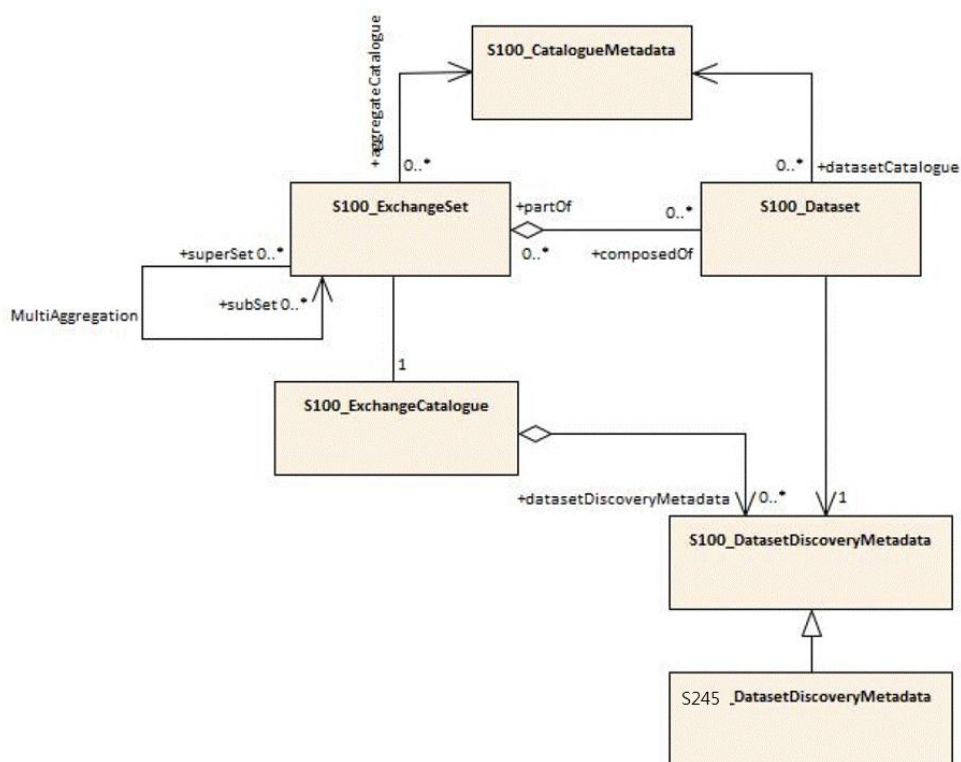 S100_CatalogueMetadata
+aggregateCatalogue
0..*
0..*
+datasetCatalogue
S100_ExchangeSet
+partOf
0..*
S100_Dataset
0..*
+composedOf
+superSet 0..*
+subSet 0..*
MultiAggregation
1
S100_ExchangeCatalogue
+datasetDiscoveryMetadata
0..*
1
S100_DatasetDiscoveryMetadata
S245 _DatasetDiscoveryMetadata